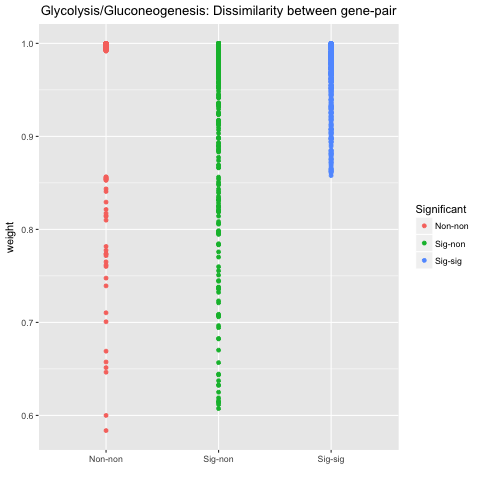 Glycolysis/Gluconeogenesis: Dissimilarity between gene-pair
1.0
0.9
0.8
0.7
0.6
weight
Non-non
Sig-non
Sig-sig
Significant
Non-non
Sig-non
Sig-sig